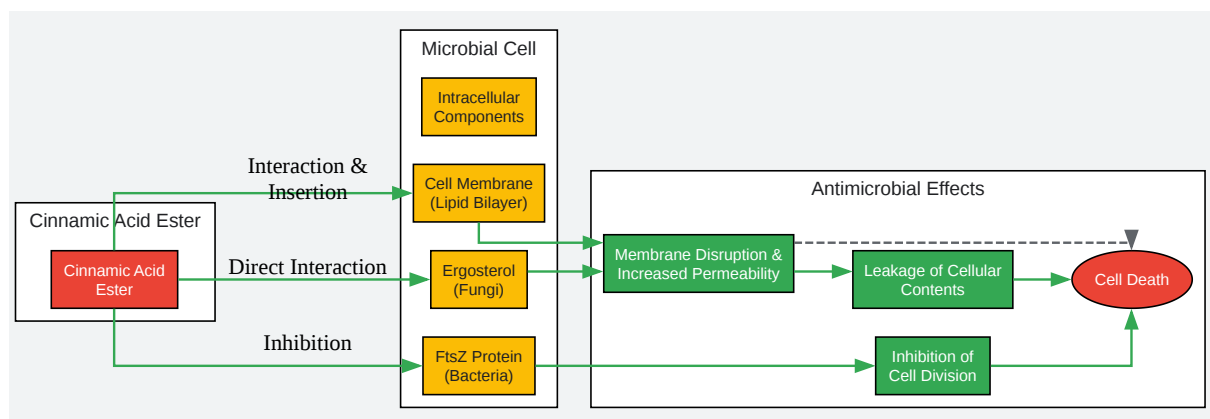 Microbial Cell
Intracellular
Components
Interaction &
Insertion
Cell Membrane
(Lipid Bilayer)
Antimicrobial Effects
Cinnamic Acid Ester
Cinnamic Acid
Ester
Direct Interaction
Ergosterol
(Fungi)
Membrane Disruption &
Increased Permeability
Leakage of Cellular
Contents
Cell Death
Inhibition
FtsZ Protein
(Bacteria)
Inhibition of
Cell Division